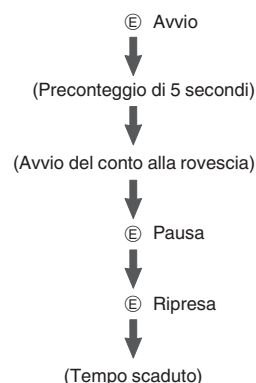 Ⓔ Avvio
(Preconteggio di 5 secondi)
(Avvio del conto alla rovescia)
Ⓔ Pausa
Ⓔ Ripresa
(Tempo scaduto)